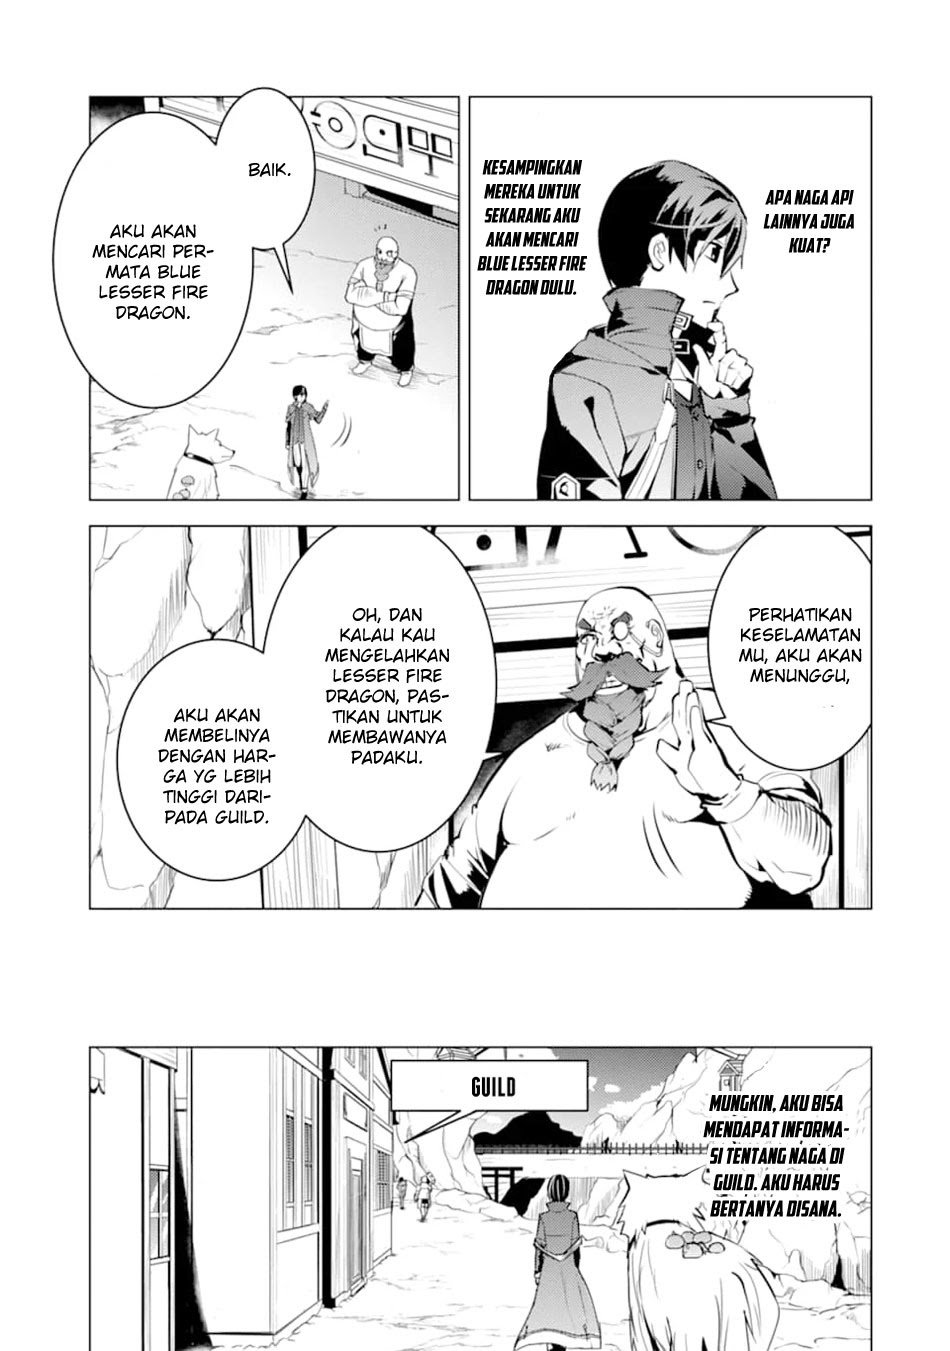 APA NAGA API
LAINNYA JUGA
KUAT?
KESAMPINGKAN
MEREKA UNTUK
SEKARANG AKU
AKAN MENCARI
BLUE LESSER FIRE
DRAGON DULU.
BAIK.
AKU AKAN
MENCARI PER-
MATA BLUE
LESSER FIRE
DRAGON.
PERHATIKAN
KESELAMATAN
MU, AKU AKAN
MENUNGGU,
OH, DAN
KALAU KAU
MENGELAHKAN
LESSER FIRE
DRAGON, PAS-
TIKAN UNTUK
MEMBAWANYA
PADAKU.
AKU AKAN
MEMBELINYA
DENGAN HAR-
GA YG LEBIH
TINGGI DARI-
PADA GUILD.
GUILD
MUNGKIN, AKU BISA
MENDAPAT INFORMA-
SI TENTANG NAGA DI
GUILD. AKU HARUS
BERTANYA DISANA.